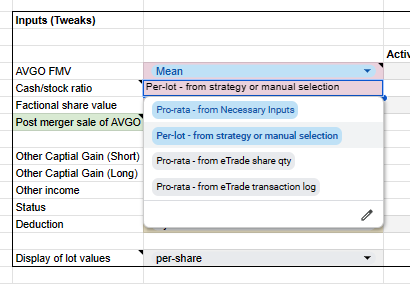 Inputs (Tweaks)
Activ
AVGO FMV
Mean
Cash/stock ratio
Per-lot - from strategy or manual selection
Factional share value
Pro-rata - from Necessary Inputs
Post merger sale of AVGO
Per-lot - from strategy or manual selection
Other Captial Gain (Short)
Pro-rata - from eTrade share qty
Other Captial Gain (Long)
Other income
Pro-rata - from eTrade transaction log
Status
Deduction
Display of lot values
per-share